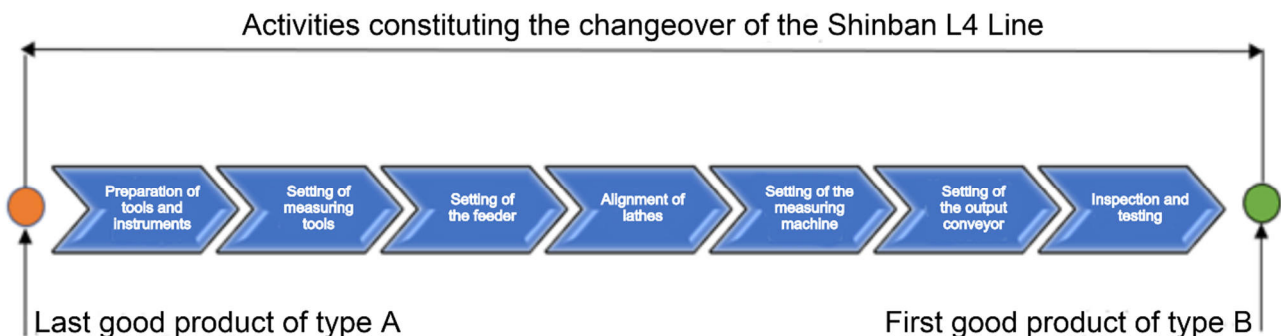 Activities constituting the changeover of the Shinban L4 Line
Preparation of
tools and
instruments
Setting of
measuring
tools
Setting of
the feeder
Alignment of
lathes
Setting of the
measuring
machine
Setting of
the output
conveyor
Inspection and
testing
Last good product of type A
First good product of type B